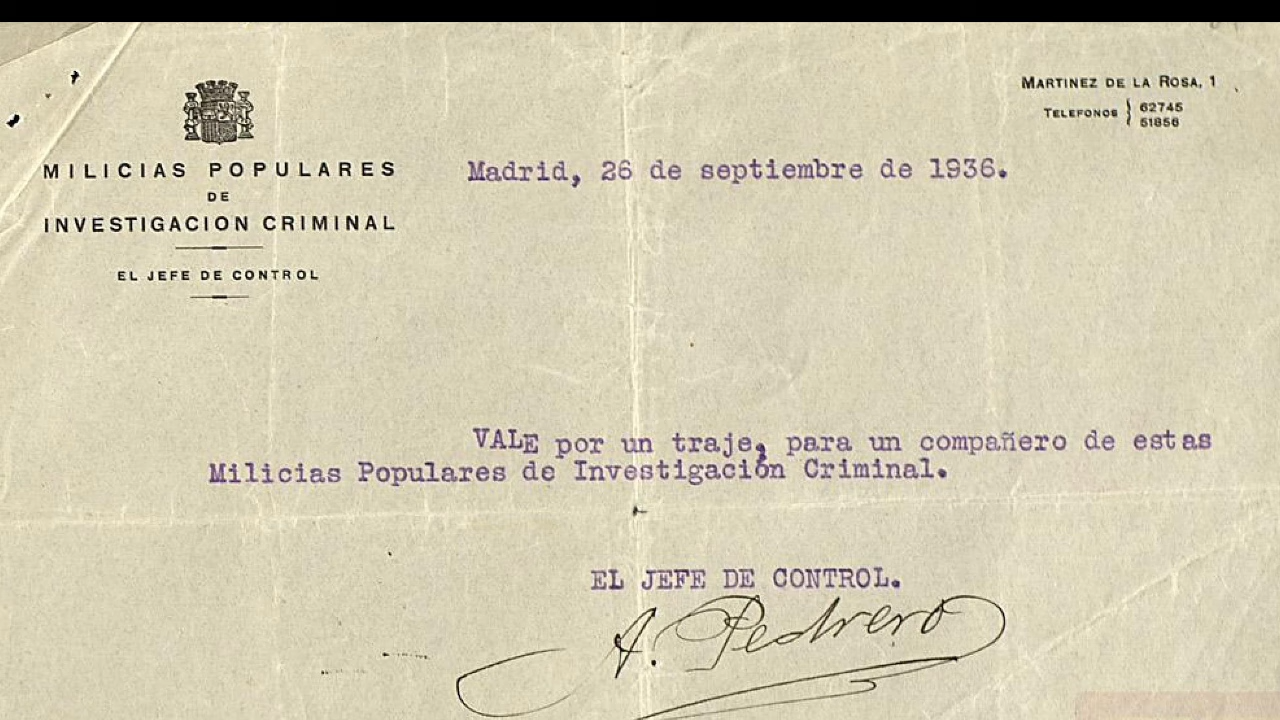 MARTINEZ DE LA ROSA, 1
TELEFONOS } 62745
51856
MILICIAS POPULARES
DE
INVESTIGACION CRIMINAL
EL JEFE DE CONTROL
Madrid, 26 de septiembre de 1936.
VALE por un traje, para un compañero de estas
Milicias Populares de Investigación Criminal.
EL JEFE DE CONTROL.
A. Pedrero